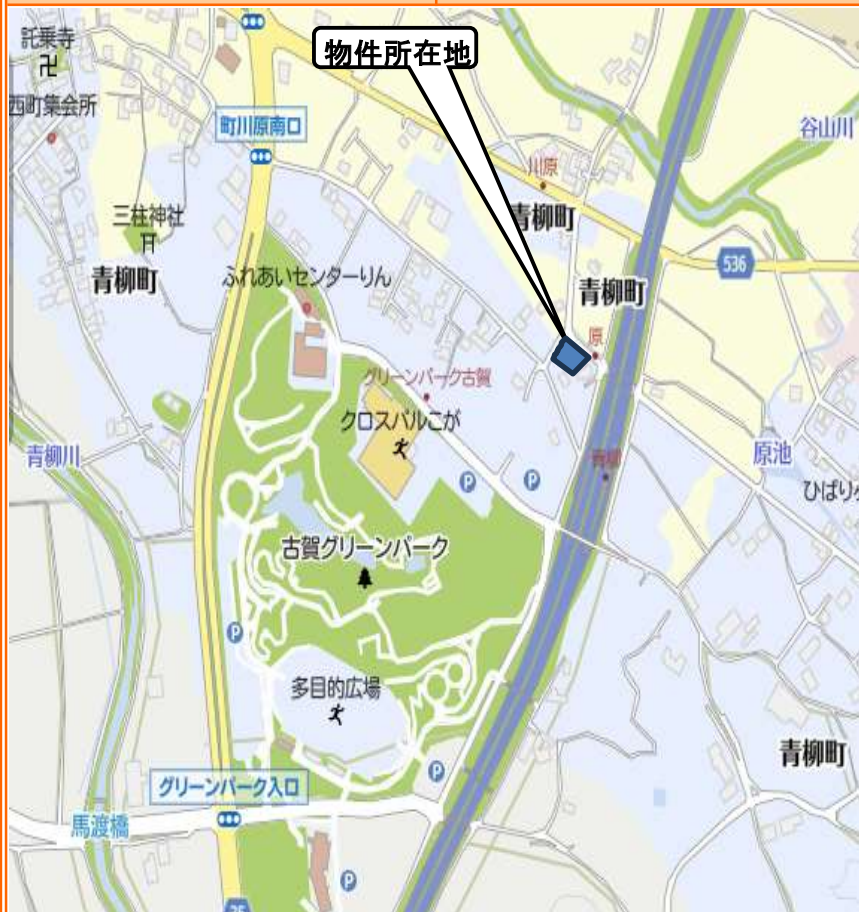 託乗寺
西町集会所
物件所在地
町川原南口
谷山川
川原
三柱神社
青柳町
青柳町
青柳町
536
ふれあいセンターりん
原
グリーンパーク古賀
クロスパルこが
青柳川
P
P
青柳
原池
ひばりヶ
古賀グリーンパーク
P
多目的広場
青柳町
P
グリーンパーク入口
馬渡橋
P
35